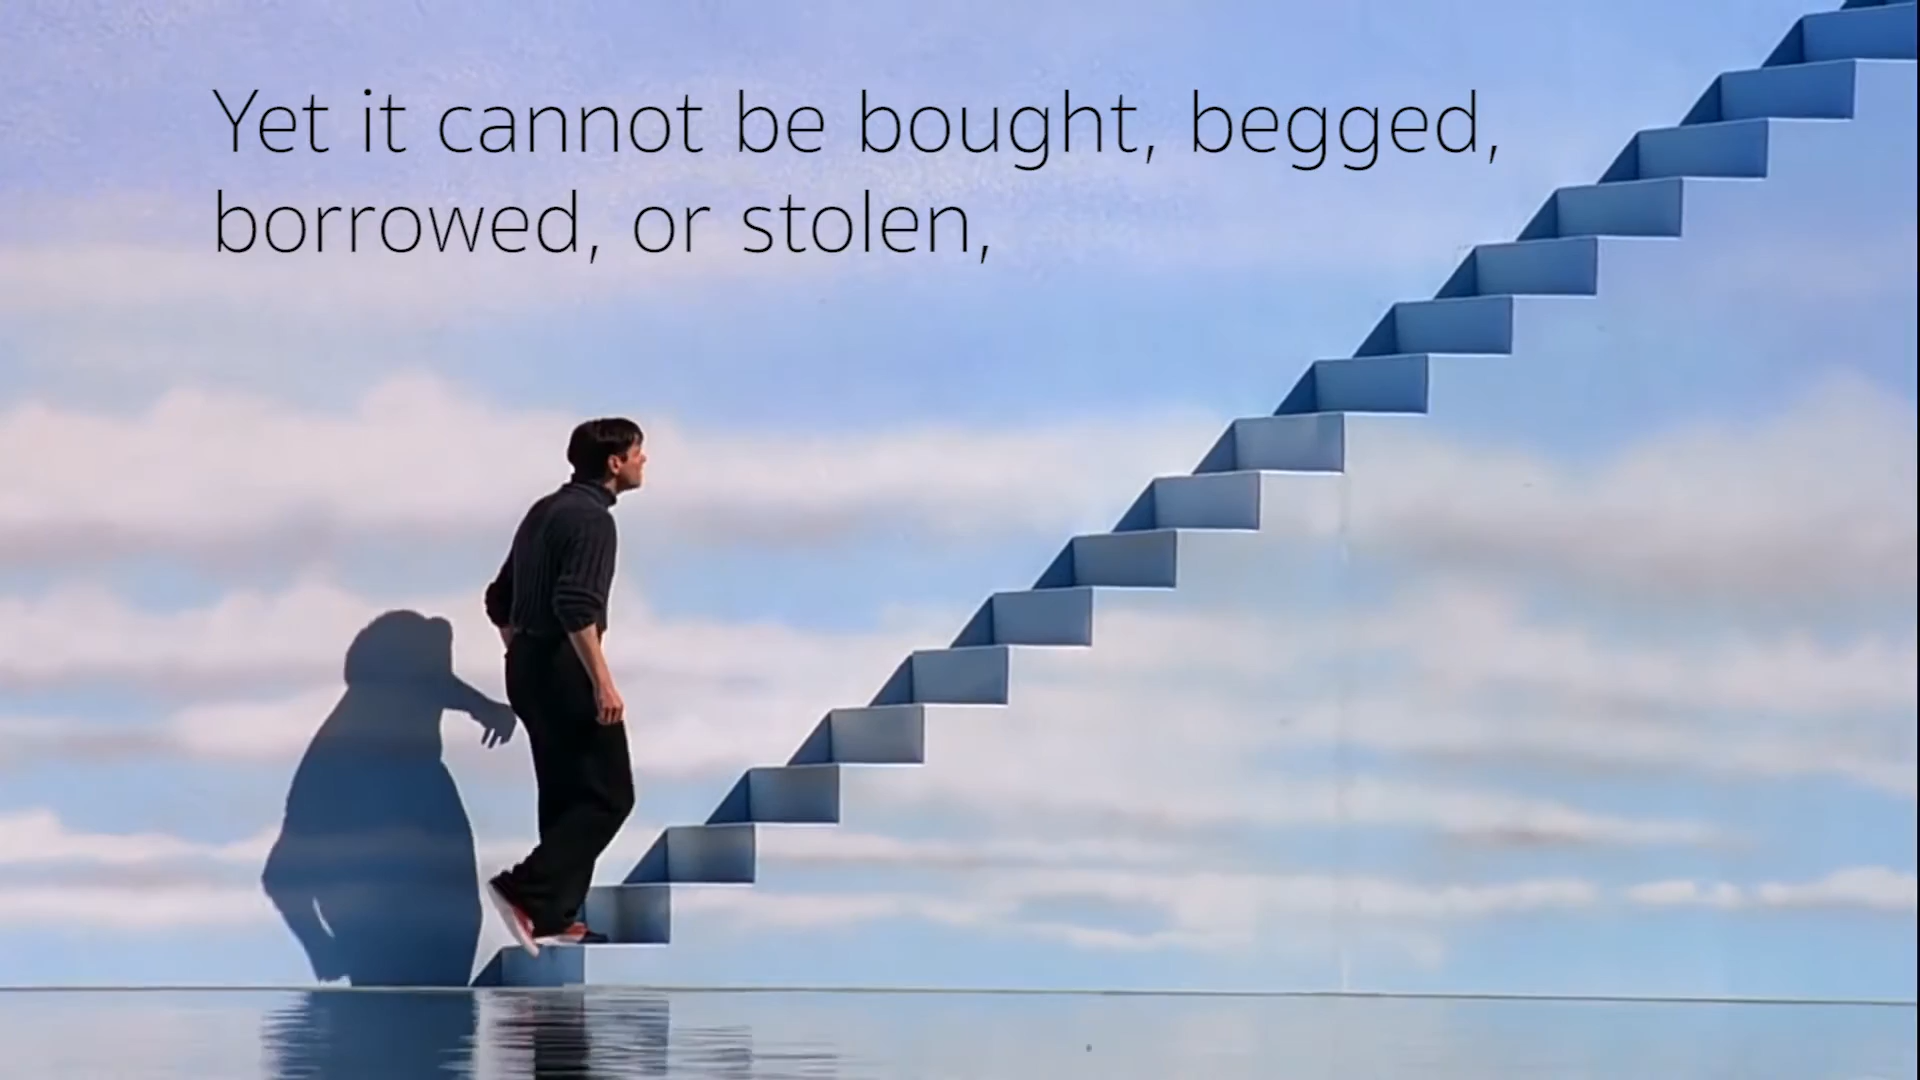 Yet it cannot be bought, begged,
borrowed, or stolen,